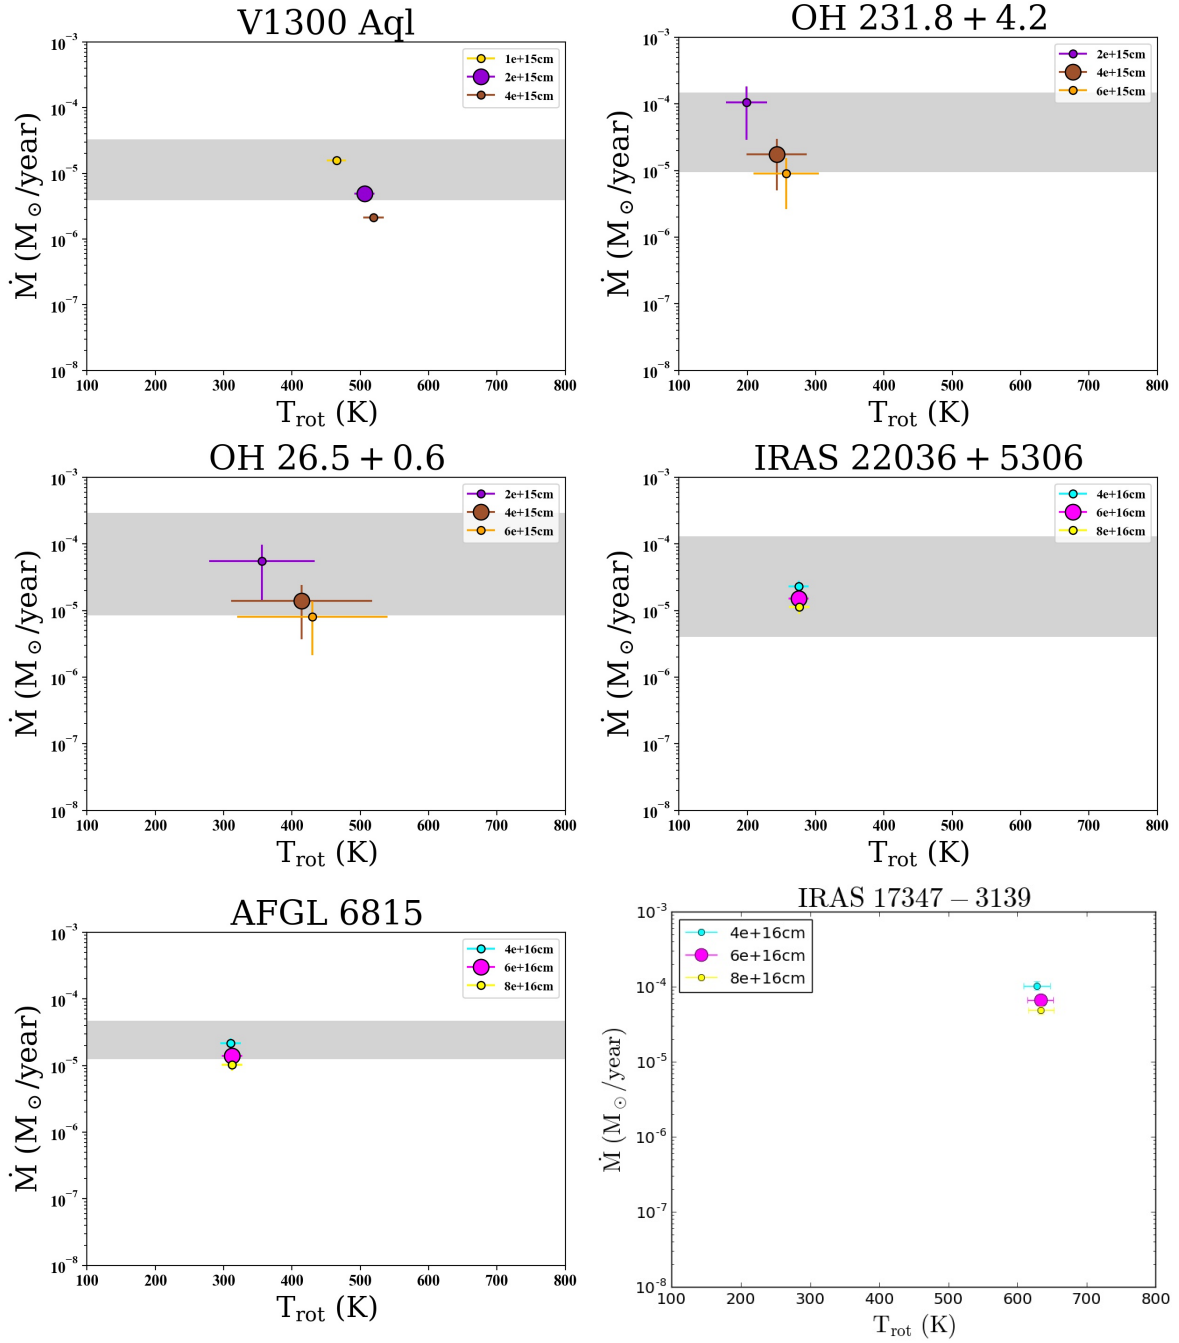 V1300 Aql
10⁻³
10⁻⁴
10⁻⁵
10⁻⁶
10⁻⁷
10⁻⁸
Ṁ (M☉/year)
1e+15cm
2e+15cm
4e+15cm
100 200 300 400 500 600 700 800
T_rot (K)
OH 231.8 + 4.2
10⁻³
10⁻⁴
10⁻⁵
10⁻⁶
10⁻⁷
10⁻⁸
Ṁ (M☉/year)
2e+15cm
4e+15cm
6e+15cm
100 200 300 400 500 600 700 800
T_rot (K)
OH 26.5 + 0.6
10⁻³
10⁻⁴
10⁻⁵
10⁻⁶
10⁻⁷
10⁻⁸
Ṁ (M☉/year)
2e+15cm
4e+15cm
6e+15cm
100 200 300 400 500 600 700 800
T_rot (K)
IRAS 22036 + 5306
10⁻³
10⁻⁴
10⁻⁵
10⁻⁶
10⁻⁷
10⁻⁸
Ṁ (M☉/year)
4e+16cm
6e+16cm
8e+16cm
100 200 300 400 500 600 700 800
T_rot (K)
AFGL 6815
10⁻³
10⁻⁴
10⁻⁵
10⁻⁶
10⁻⁷
10⁻⁸
Ṁ (M☉/year)
4e+16cm
6e+16cm
8e+16cm
100 200 300 400 500 600 700 800
T_rot (K)
IRAS 17347 − 3139
10⁻³
10⁻⁴
10⁻⁵
10⁻⁶
10⁻⁷
10⁻⁸
Ṁ (M☉/year)
4e+16cm
6e+16cm
8e+16cm
100 200 300 400 500 600 700 800
T_rot (K)